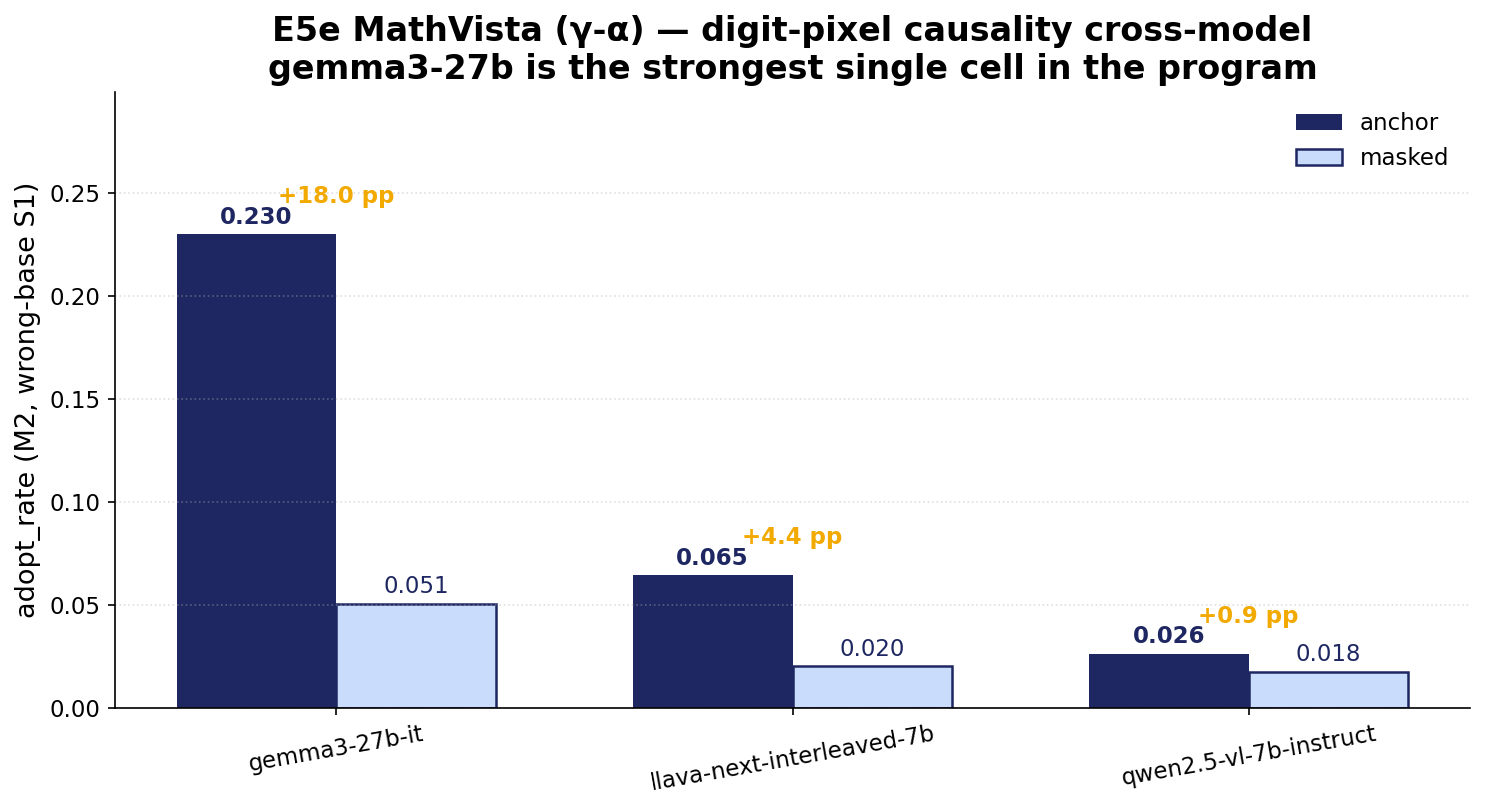 E5e MathVista (γ-α) — digit-pixel causality cross-model
gemma3-27b is the strongest single cell in the program
anchor
masked
adopt_rate (M2, wrong-base S1)
0.25
0.20
0.15
0.10
0.05
0.00
+18.0 pp
0.230
0.051
+4.4 pp
0.065
0.020
+0.9 pp
0.026
0.018
gemma3-27b-it
llava-next-interleaved-7b
qwen2.5-vl-7b-instruct